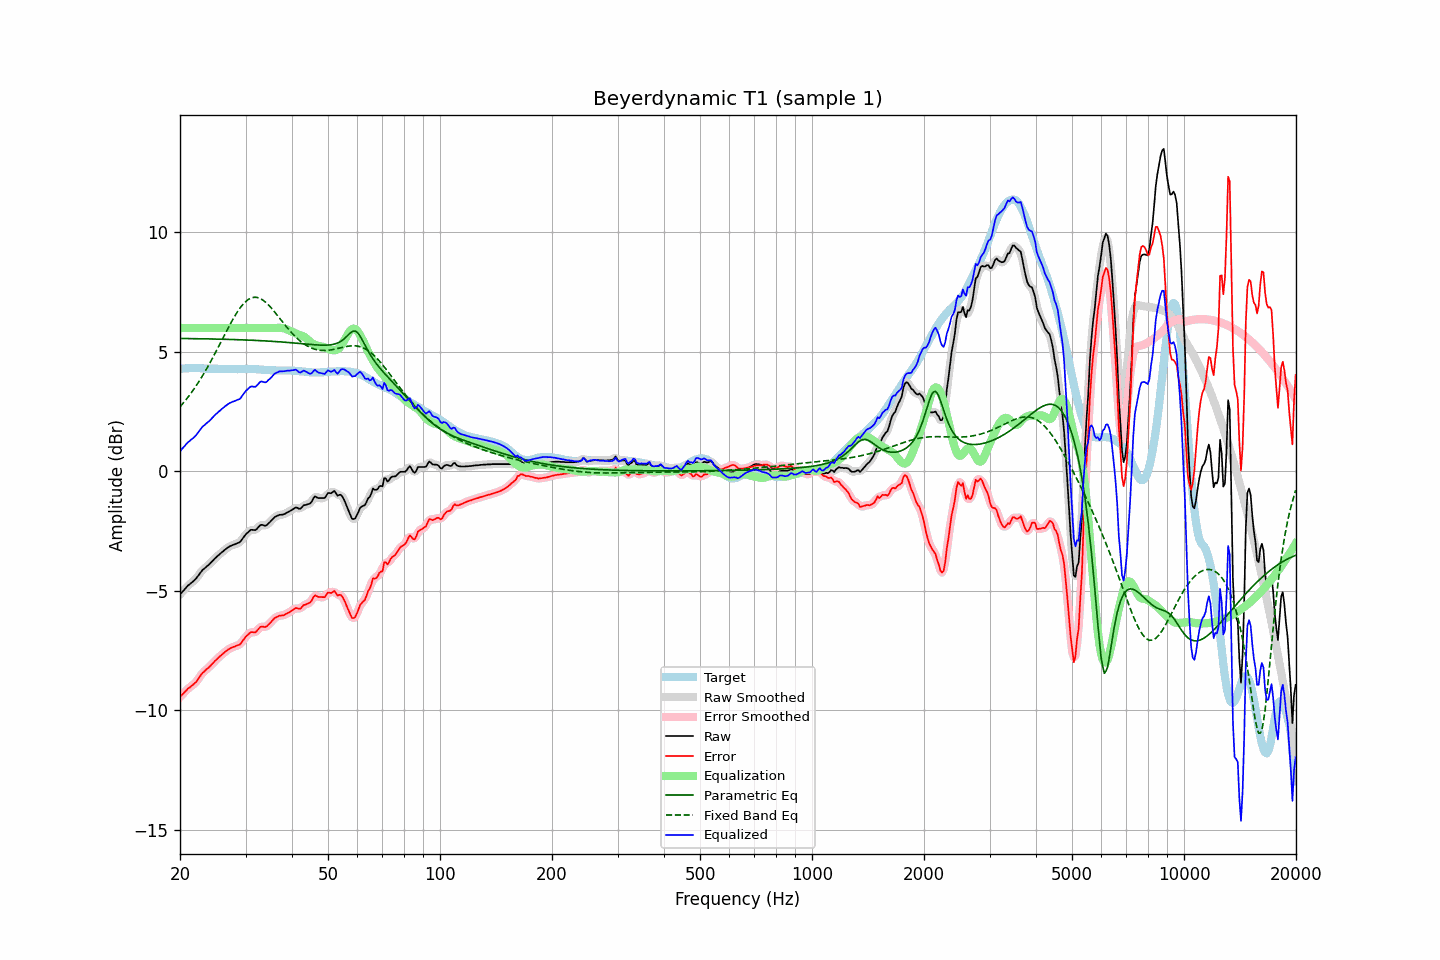 Beyerdynamic T1 (sample 1)
Amplitude (dBr)
10
5
0
−5
−10
−15
Target
Raw Smoothed
Error Smoothed
Raw
Error
Equalization
Parametric Eq
Fixed Band Eq
Equalized
20 50 100 200 500 1000 2000 5000 10000 20000
Frequency (Hz)